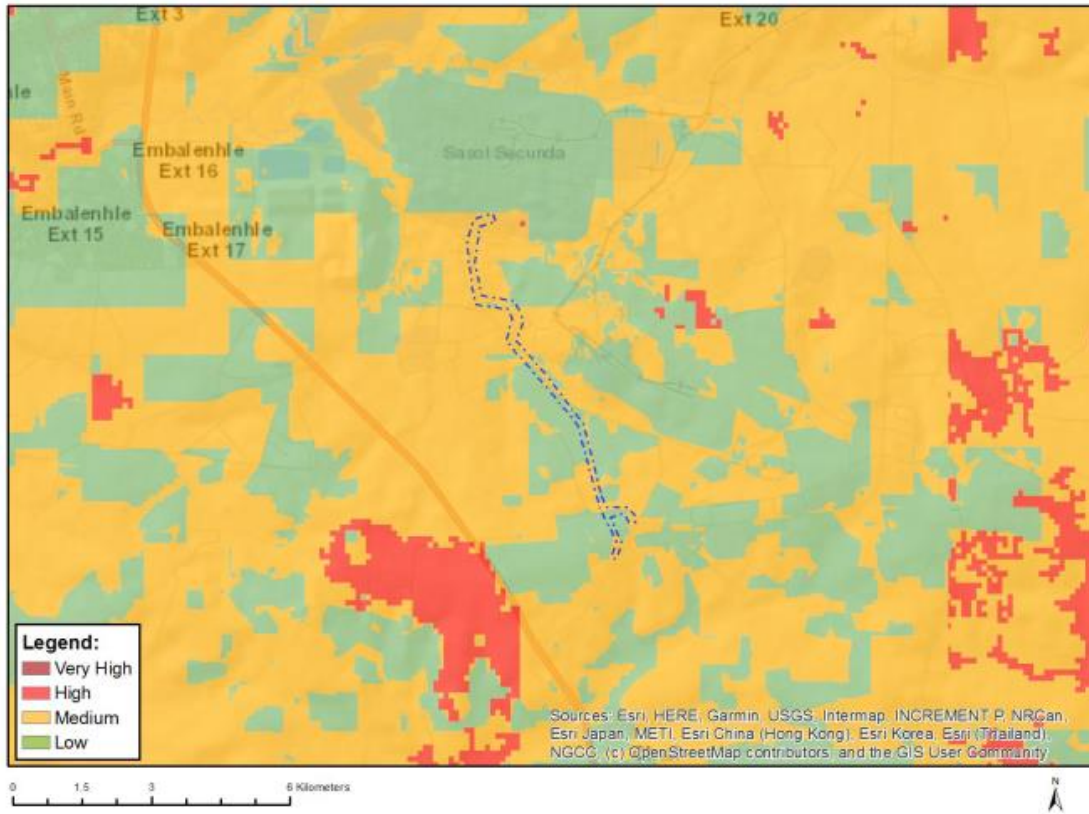 Ext 3
Ext 20
Main Rd
hle
Embalenhle
Ext 16
Sasol Secunda
Embalenhle
Ext 15
Embalenhle
Ext 17
Legend:
Very High
High
Medium
Low
Sources: Esri, HERE, Garmin, USGS, Intermap, INCREMENT P, NRCan,
Esri Japan, METI, Esri China (Hong Kong), Esri Korea, Esri (Thailand),
NGCC, (c) OpenStreetMap contributors, and the GIS User Community
0 1.5 3 6 Kilometers
N